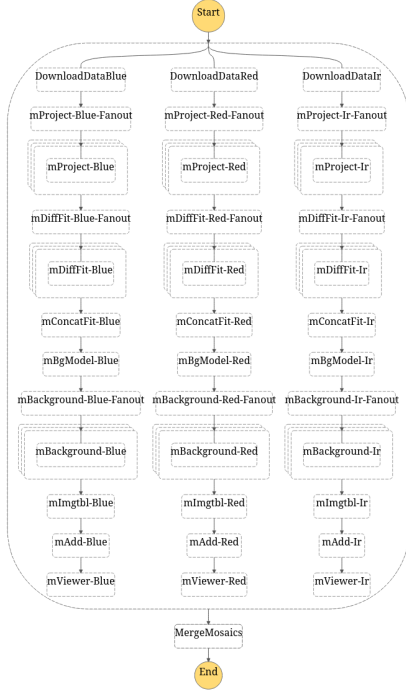 Start
DownloadDataBlue
DownloadDataRed
DownloadDataIr
mProject-Blue-Fanout
mProject-Red-Fanout
mProject-Ir-Fanout
mProject-Blue
mProject-Red
mProject-Ir
mDiffFit-Blue-Fanout
mDiffFit-Red-Fanout
mDiffFit-Ir-Fanout
mDiffFit-Blue
mDiffFit-Red
mDiffFit-Ir
mConcatFit-Blue
mConcatFit-Red
mConcatFit-Ir
mBgModel-Blue
mBgModel-Red
mBgModel-Ir
mBackground-Blue-Fanout
mBackground-Red-Fanout
mBackground-Ir-Fanout
mBackground-Blue
mBackground-Red
mBackground-Ir
mImgtbl-Blue
mImgtbl-Red
mImgtbl-Ir
mAdd-Blue
mAdd-Red
mAdd-Ir
mViewer-Blue
mViewer-Red
mViewer-Ir
MergeMosaics
End